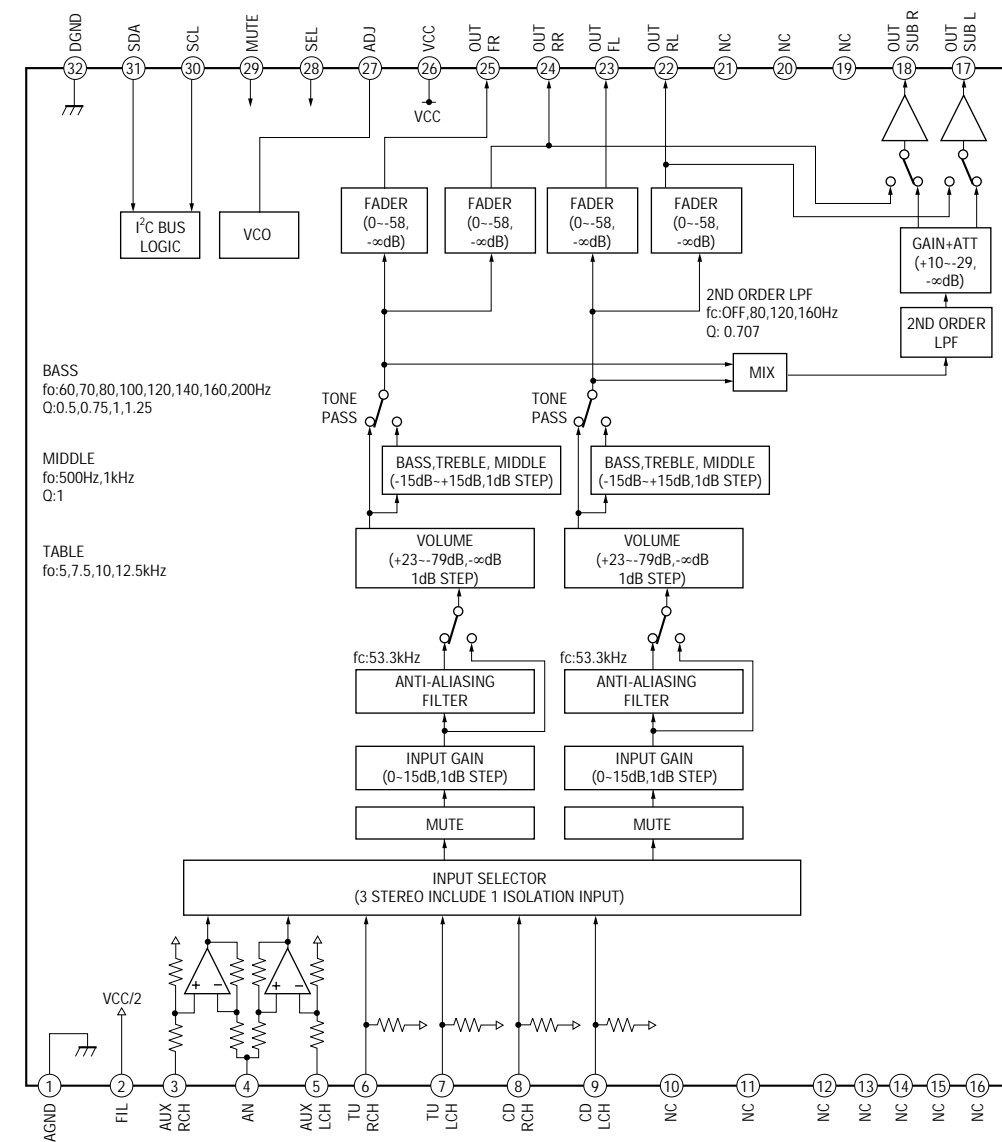 DGND
SDA
SCL
MUTE
SEL
ADJ
VCC
OUT
FR
OUT
RR
OUT
FL
OUT
RL
NC
NC
NC
OUT
SUB R
OUT
SUB L
32
31
30
29
28
27
26
25
24
23
22
21
20
19
18
17
VCC
I²C BUS
LOGIC
VCO
FADER
(0~-58,
-∞dB)
FADER
(0~-58,
-∞dB)
FADER
(0~-58,
-∞dB)
FADER
(0~-58,
-∞dB)
GAIN+ATT
(+10~-29,
-∞dB)
2ND ORDER LPF
fc:OFF,80,120,160Hz
Q: 0.707
2ND ORDER
LPF
MIX
BASS
fo:60,70,80,100,120,140,160,200Hz
Q:0.5,0.75,1,1.25
TONE
PASS
TONE
PASS
MIDDLE
fo:500Hz,1kHz
Q:1
BASS,TREBLE, MIDDLE
(-15dB~+15dB,1dB STEP)
BASS,TREBLE, MIDDLE
(-15dB~+15dB,1dB STEP)
TABLE
fo:5,7.5,10,12.5kHz
VOLUME
(+23~-79dB,-∞dB
1dB STEP)
VOLUME
(+23~-79dB,-∞dB
1dB STEP)
fc:53.3kHz
fc:53.3kHz
ANTI-ALIASING
FILTER
ANTI-ALIASING
FILTER
INPUT GAIN
(0~15dB,1dB STEP)
INPUT GAIN
(0~15dB,1dB STEP)
MUTE
MUTE
INPUT SELECTOR
(3 STEREO INCLUDE 1 ISOLATION INPUT)
VCC/2
+ −
+ −
1
2
3
4
5
6
7
8
9
10
11
12
13
14
15
16
AGND
FIL
AUX
RCH
AN
AUX
LCH
TU
RCH
TU
LCH
CD
RCH
CD
LCH
NC
NC
NC
NC
NC
NC
NC